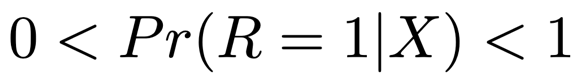 0 < Pr(R = 1|X) < 1